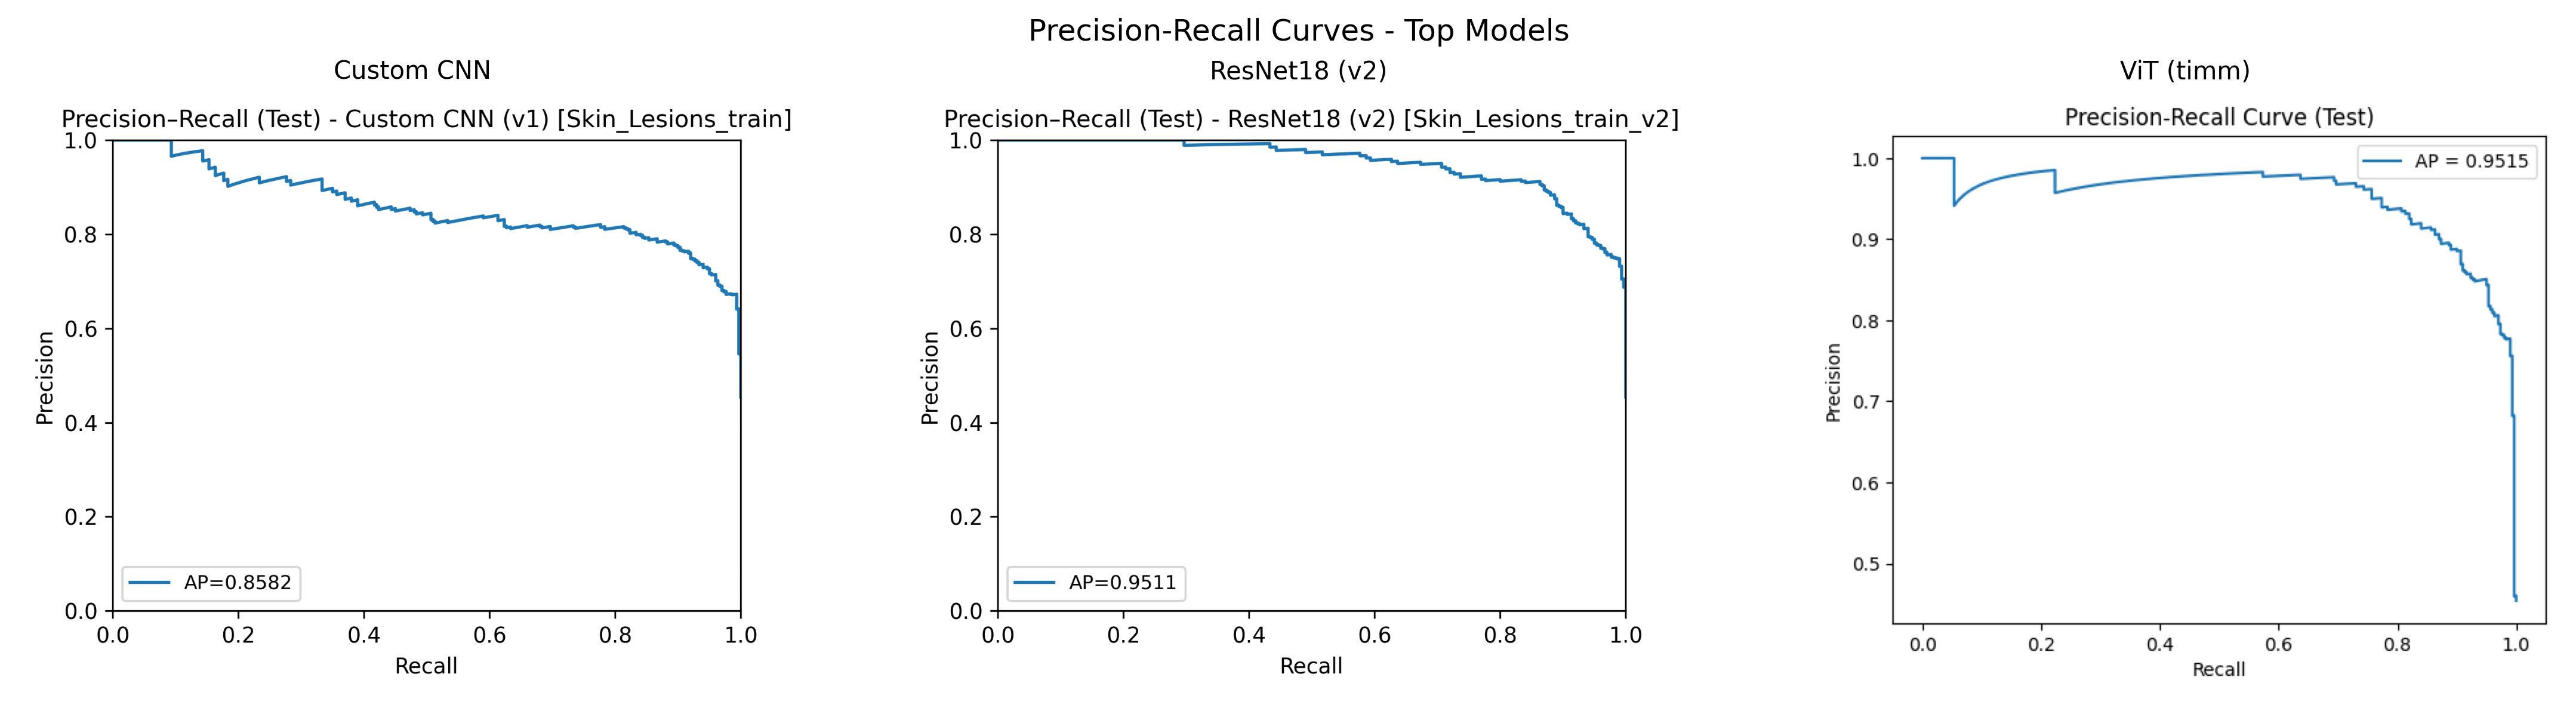 Precision-Recall Curves - Top Models
Custom CNN
Precision–Recall (Test) - Custom CNN (v1) [Skin_Lesions_train]
1.0
0.8
0.6
0.4
0.2
0.0
Precision
AP=0.8582
0.0 0.2 0.4 0.6 0.8 1.0
Recall
ResNet18 (v2)
Precision–Recall (Test) - ResNet18 (v2) [Skin_Lesions_train_v2]
1.0
0.8
0.6
0.4
0.2
0.0
Precision
AP=0.9511
0.0 0.2 0.4 0.6 0.8 1.0
Recall
ViT (timm)
Precision-Recall Curve (Test)
AP = 0.9515
1.0
0.9
0.8
0.7
0.6
0.5
Precision
0.0 0.2 0.4 0.6 0.8 1.0
Recall